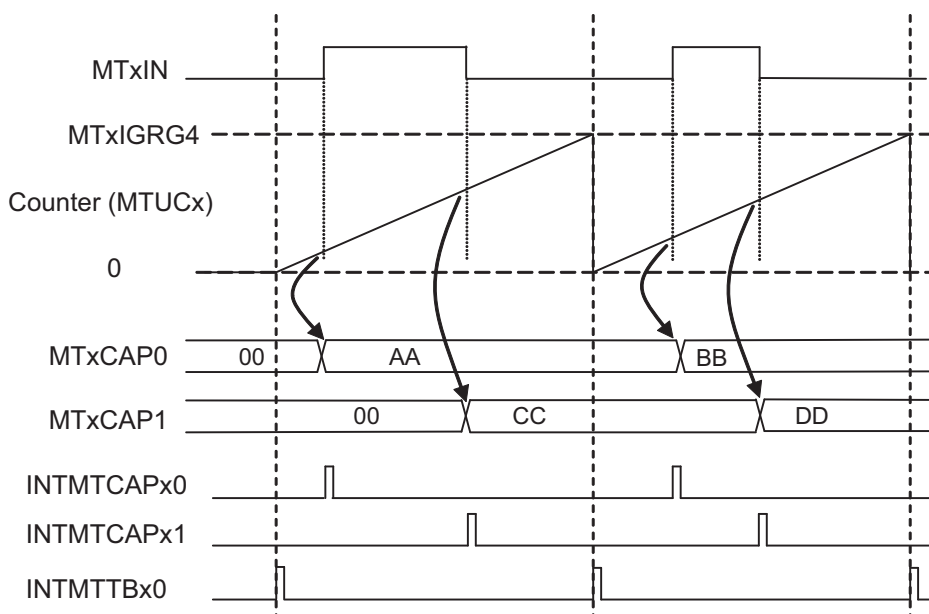 MTxIN
MTxIGRG4
Counter (MTUCx)
0
MTxCAP0 00 AA BB
MTxCAP1 00 CC DD
INTMTCAPx0
INTMTCAPx1
INTMTTBx0